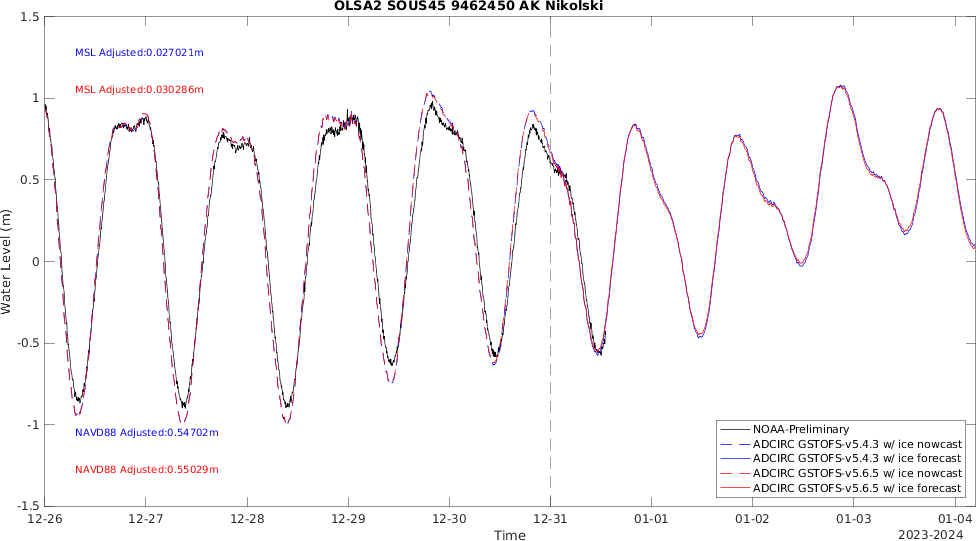 OLSA2 SOUS45 9462450 AK Nikolski
1.5
1
0.5
0
-0.5
-1
-1.5
Water Level (m)
MSL Adjusted:0.027021m
MSL Adjusted:0.030286m
NAVD88 Adjusted:0.54702m
NAVD88 Adjusted:0.55029m
NOAA-Preliminary
ADCIRC GSTOFS-v5.4.3 w/ ice nowcast
ADCIRC GSTOFS-v5.4.3 w/ ice forecast
ADCIRC GSTOFS-v5.6.5 w/ ice nowcast
ADCIRC GSTOFS-v5.6.5 w/ ice forecast
12-26 12-27 12-28 12-29 12-30 12-31 01-01 01-02 01-03 01-04
Time
2023-2024